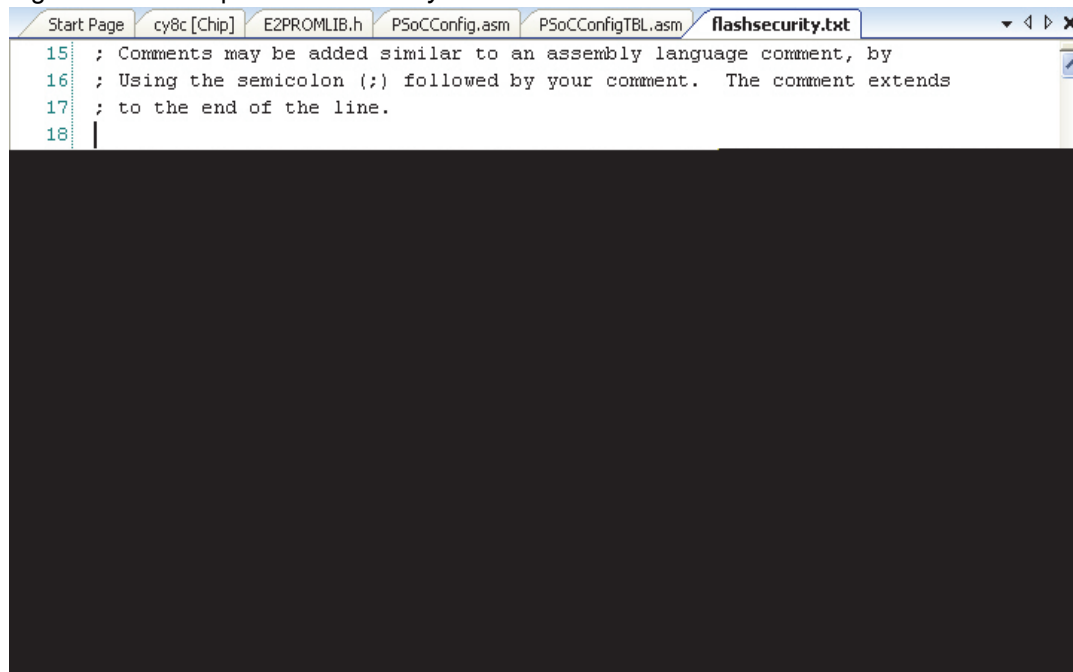 Start Page cy8c [Chip] E2PROMLIB.h PSoCConfig.asm PSoCConfigTBL.asm flashsecurity.txt
15 ; Comments may be added similar to an assembly language comment, by
16 ; Using the semicolon (;) followed by your comment.  The comment extends
17 ; to the end of the line.
18